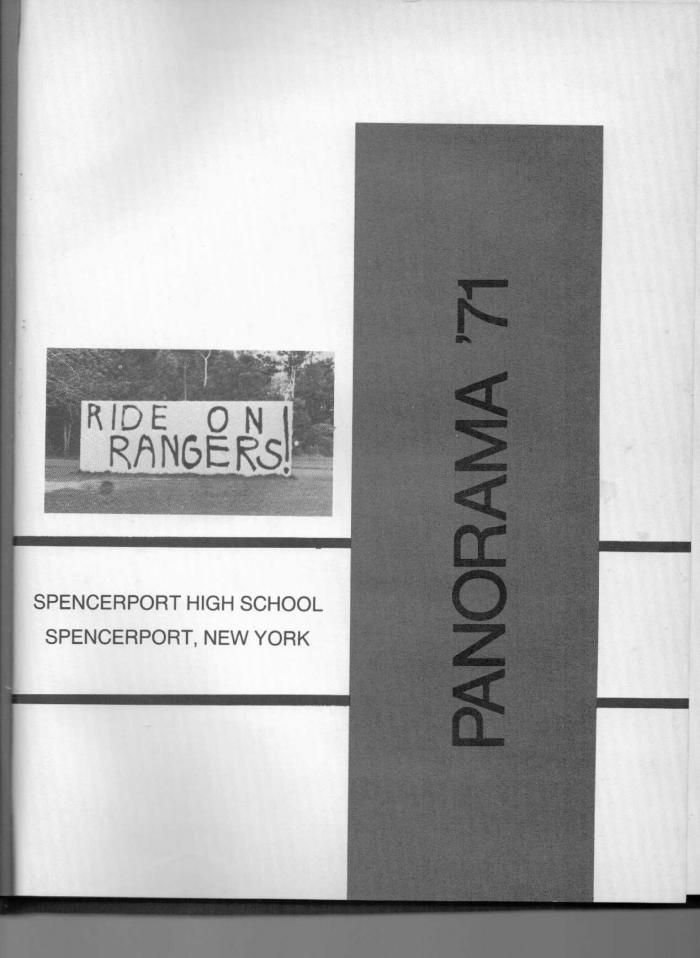 RIDE ON
RANGERS!
SPENCERPORT HIGH SCHOOL
SPENCERPORT, NEW YORK
PANORAMA '71